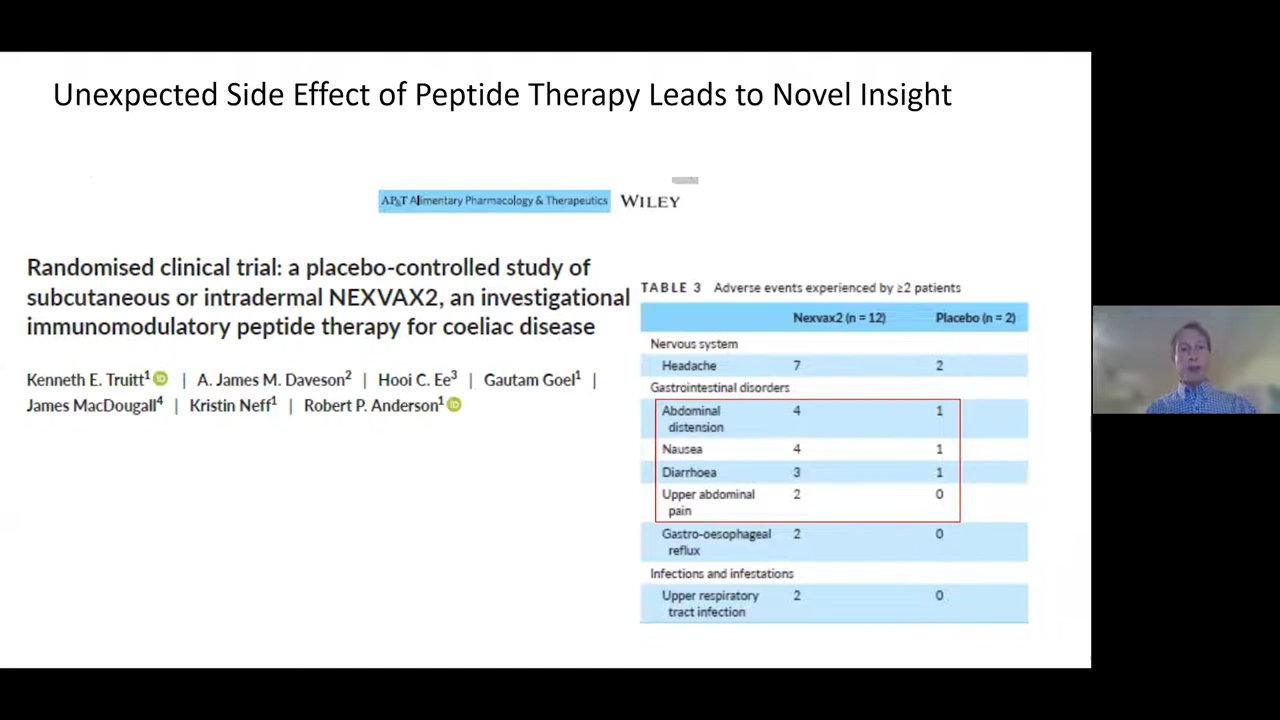 Unexpected Side Effect of Peptide Therapy Leads to Novel Insight
AP&T Alimentary Pharmacology & Therapeutics WILEY
Randomised clinical trial: a placebo-controlled study of
subcutaneous or intradermal NEXVAX2, an investigational
immunomodulatory peptide therapy for coeliac disease
Kenneth E. Truitt1 iD | A. James M. Daveson2 | Hooi C. Ee3 | Gautam Goel1 |
James MacDougall4 | Kristin Neff1 | Robert P. Anderson1 iD
TABLE 3 Adverse events experienced by ≥2 patients
Nexvax2 (n = 12) Placebo (n = 2)
Nervous system
Headache 7 2
Gastrointestinal disorders
Abdominal 4 1
distension
Nausea 4 1
Diarrhoea 3 1
Upper abdominal 2 0
pain
Gastro-oesophageal 2 0
reflux
Infections and infestations
Upper respiratory 2 0
tract infection